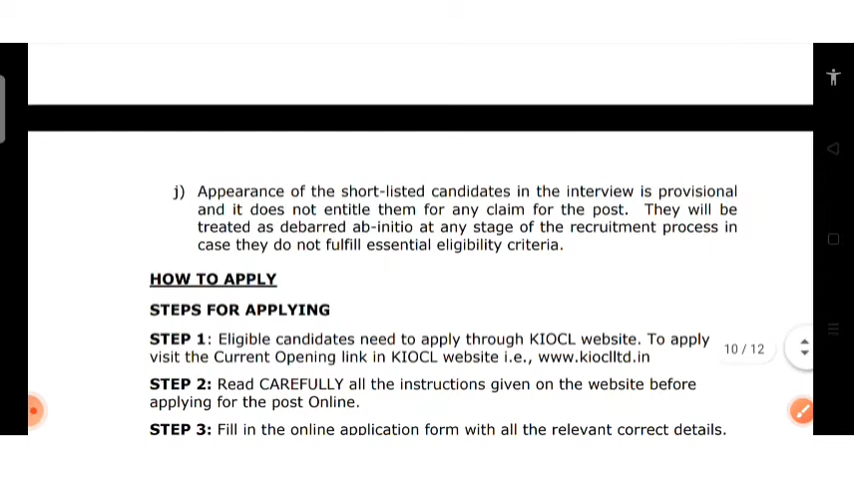 j) Appearance of the short-listed candidates in the interview is provisional
and it does not entitle them for any claim for the post. They will be
treated as debarred ab-initio at any stage of the recruitment process in
case they do not fulfill essential eligibility criteria.
HOW TO APPLY
STEPS FOR APPLYING
STEP 1: Eligible candidates need to apply through KIOCL website. To apply
visit the Current Opening link in KIOCL website i.e., www.kioclltd.in
10 / 12
STEP 2: Read CAREFULLY all the instructions given on the website before
applying for the post Online.
STEP 3: Fill in the online application form with all the relevant correct details.